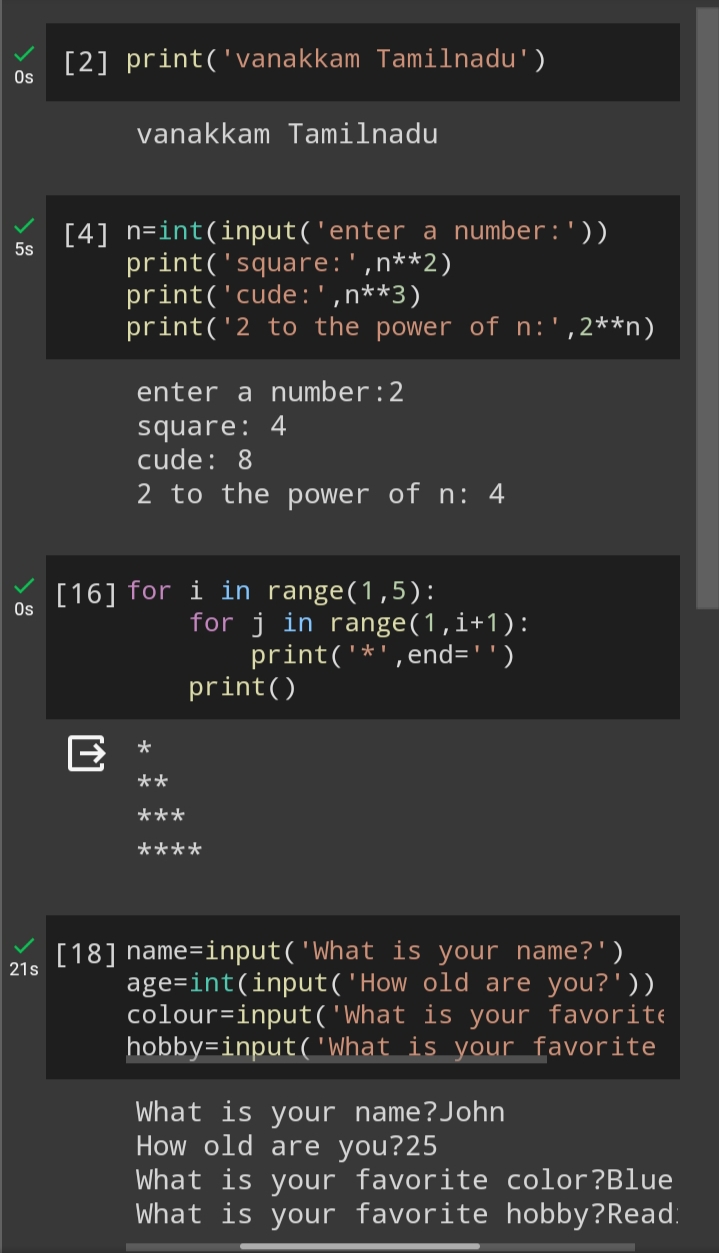 [2] print('vanakkam Tamilnadu')
0s
vanakkam Tamilnadu
[4] n=int(input('enter a number:'))
5s
print('square:',n**2)
print('cude:',n**3)
print('2 to the power of n:',2**n)
enter a number:2
square: 4
cude: 8
2 to the power of n: 4
[16] for i in range(1,5):
0s
for j in range(1,i+1):
print('*',end='')
print()
*
**
***
****
[18] name=input('What is your name?')
21s
age=int(input('How old are you?'))
colour=input('What is your favorite
hobby=input('What is your favorite
What is your name?John
How old are you?25
What is your favorite color?Blue
What is your favorite hobby?Read